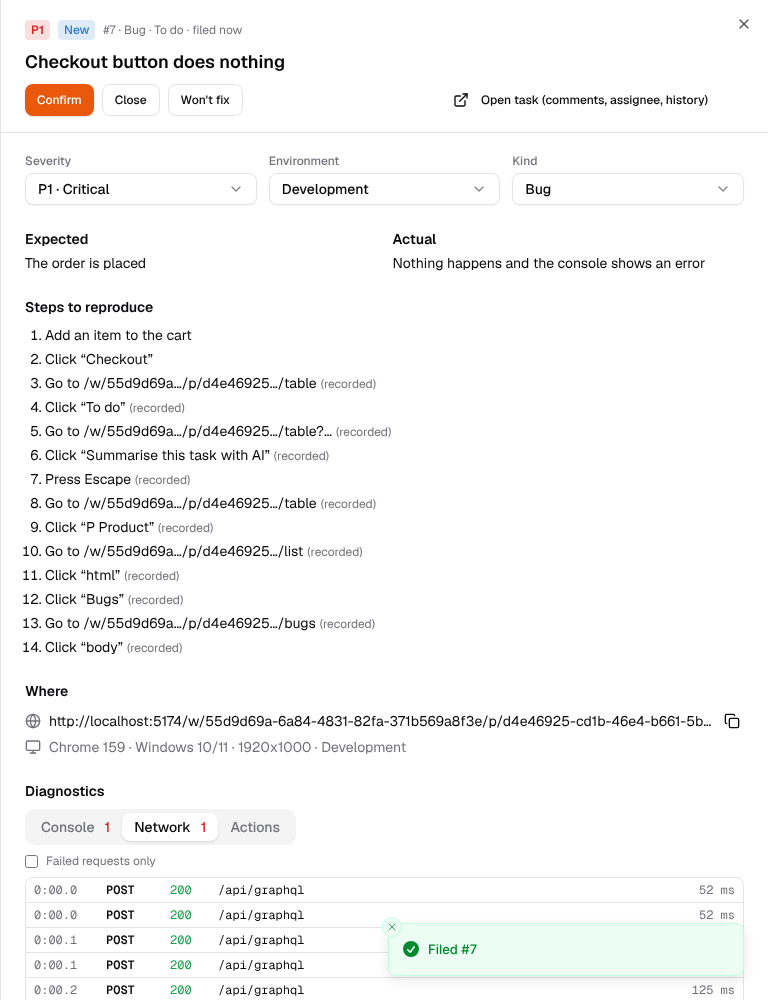 P1 New #7 · Bug · To do · filed now
Checkout button does nothing
Confirm Close Won't fix Open task (comments, assignee, history)
Severity Environment Kind
P1 · Critical Development Bug
Expected Actual
The order is placed Nothing happens and the console shows an error
Steps to reproduce
1. Add an item to the cart
2. Click “Checkout”
3. Go to /w/55d9d69a…/p/d4e46925…/table (recorded)
4. Click “To do” (recorded)
5. Go to /w/55d9d69a…/p/d4e46925…/table?… (recorded)
6. Click “Summarise this task with AI” (recorded)
7. Press Escape (recorded)
8. Go to /w/55d9d69a…/p/d4e46925…/table (recorded)
9. Click “P Product” (recorded)
10. Go to /w/55d9d69a…/p/d4e46925…/list (recorded)
11. Click “html” (recorded)
12. Click “Bugs” (recorded)
13. Go to /w/55d9d69a…/p/d4e46925…/bugs (recorded)
14. Click “body” (recorded)
Where
http://localhost:5174/w/55d9d69a-6a84-4831-82fa-371b569a8f3e/p/d4e46925-cd1b-46e4-b661-5b…
Chrome 159 · Windows 10/11 · 1920x1000 · Development
Diagnostics
Console 1 Network 1 Actions
Failed requests only
0:00.0 POST 200 /api/graphql 52 ms
0:00.0 POST 200 /api/graphql 52 ms
0:00.1 POST 200 /api/graphql
Filed #7
0:00.1 POST 200 /api/graphql
0:00.2 POST 200 /api/graphql 125 ms